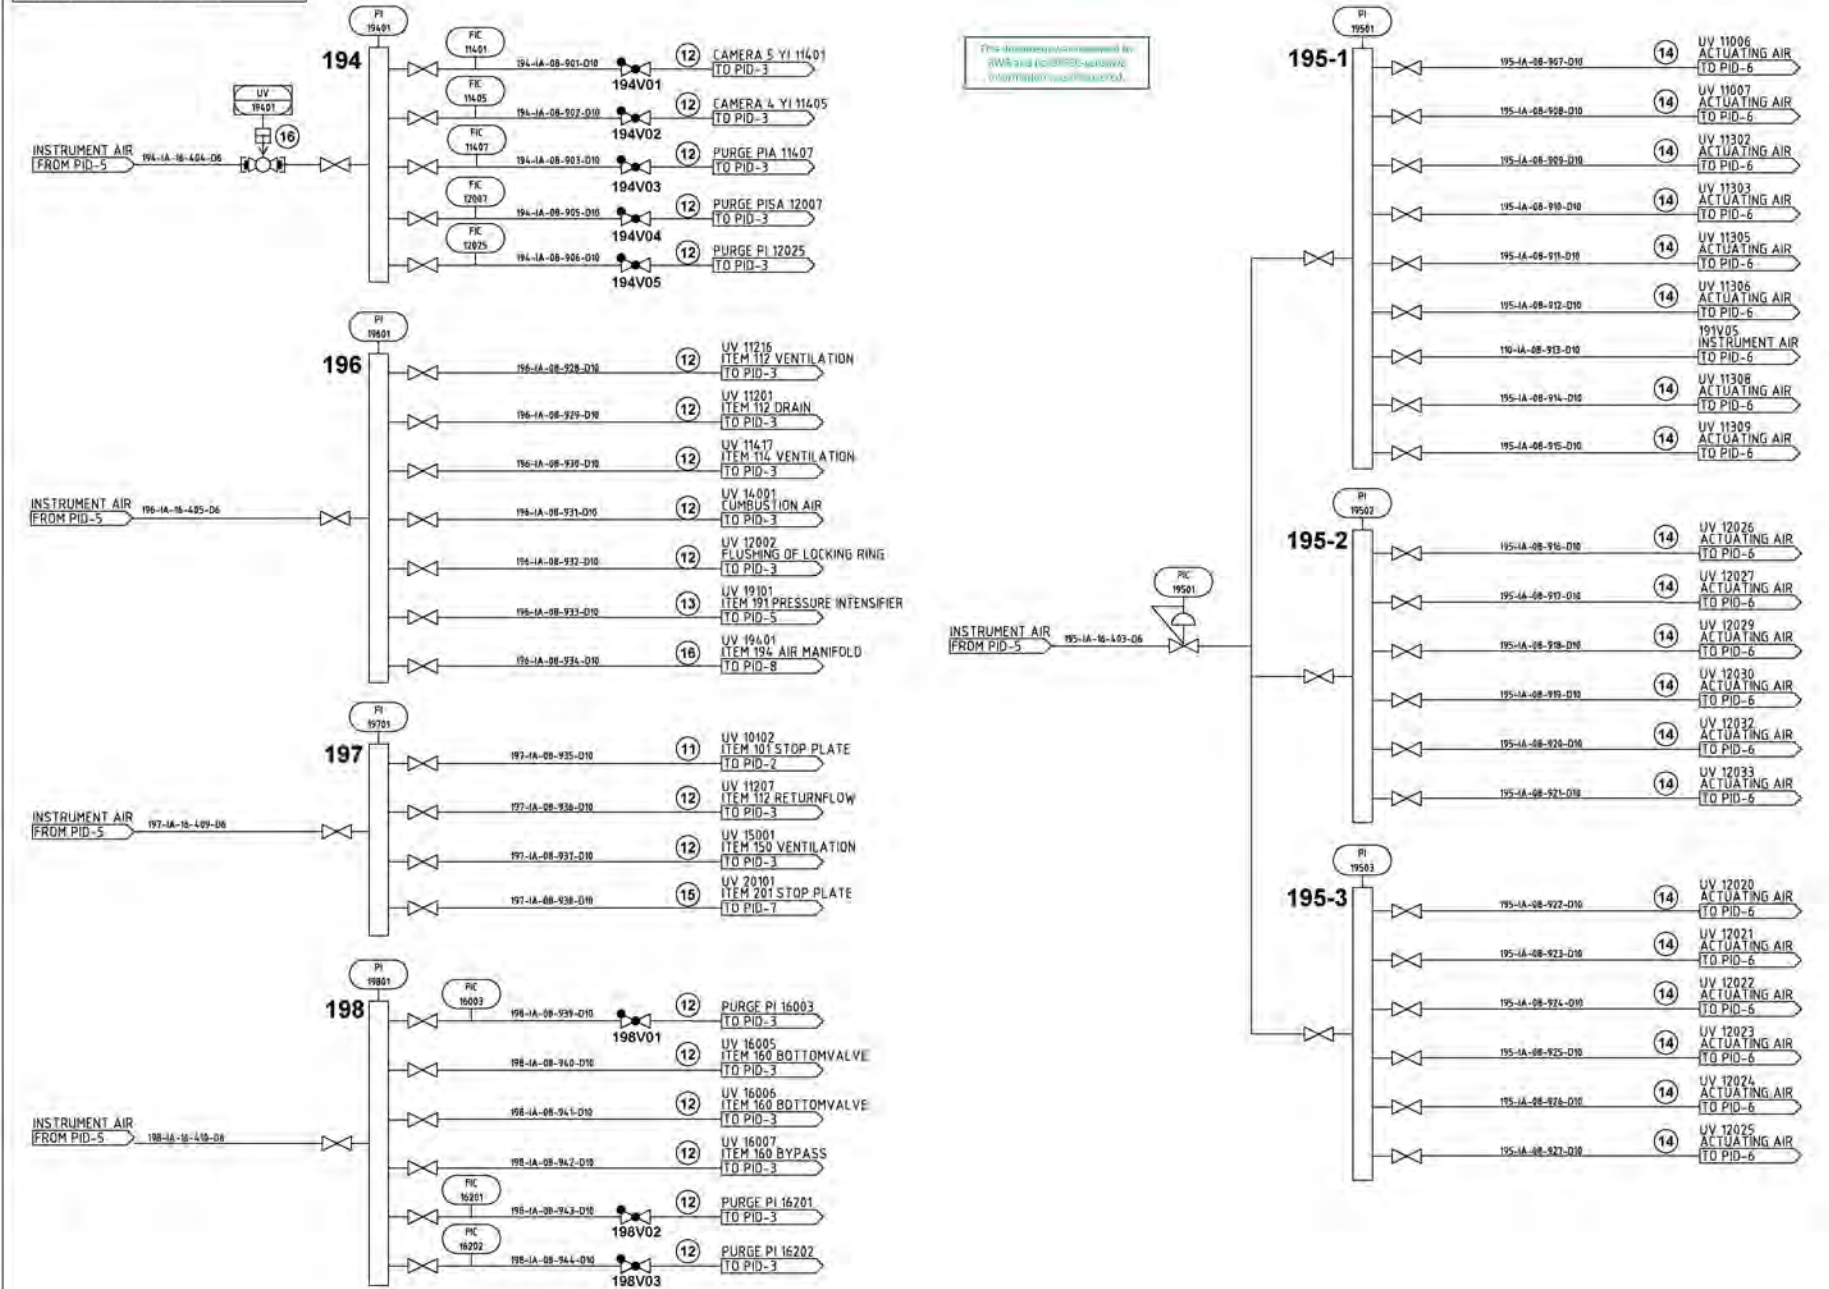 PI
19401
194
FIC
11401
194-IA-08-901-D10
194V01
12
CAMERA 5 YI 11401
TO PID-3
FIC
11405
194-IA-08-902-D10
194V02
12
CAMERA 4 YI 11405
TO PID-3
UV
19401
16
INSTRUMENT AIR
FROM PID-5
194-IA-16-404-D6
FIC
11407
194-IA-08-903-D10
194V03
12
PURGE PIA 11407
TO PID-3
FIC
12007
194-IA-08-905-D10
194V04
12
PURGE PISA 12007
TO PID-3
FIC
12025
194-IA-08-906-D10
194V05
12
PURGE PI 12025
TO PID-3
PI
19601
196
INSTRUMENT AIR
FROM PID-5
196-IA-16-405-D6
196-IA-08-928-D10
12
UV 11216
ITEM 112 VENTILATION
TO PID-3
196-IA-08-929-D10
12
UV 11201
ITEM 112 DRAIN
TO PID-3
196-IA-08-930-D10
12
UV 11417
ITEM 114 VENTILATION
TO PID-3
196-IA-08-931-D10
12
UV 14001
CUMBUSTION AIR
TO PID-3
196-IA-08-932-D10
12
UV 12002
FLUSHING OF LOCKING RING
TO PID-3
196-IA-08-933-D10
13
UV 19101
ITEM 191 PRESSURE INTENSIFIER
TO PID-5
196-IA-08-934-D10
16
UV 19401
ITEM 194 AIR MANIFOLD
TO PID-8
PI
19701
197
INSTRUMENT AIR
FROM PID-5
197-IA-16-409-D6
197-IA-08-935-D10
11
UV 10102
ITEM 101 STOP PLATE
TO PID-2
197-IA-08-936-D10
12
UV 11207
ITEM 112 RETURNFLOW
TO PID-3
197-IA-08-937-D10
12
UV 15001
ITEM 150 VENTILATION
TO PID-3
197-IA-08-938-D10
15
UV 20101
ITEM 201 STOP PLATE
TO PID-7
PI
19801
198
INSTRUMENT AIR
FROM PID-5
198-IA-16-410-D6
FIC
16003
198-IA-08-939-D10
198V01
12
PURGE PI 16003
TO PID-3
198-IA-08-940-D10
12
UV 16005
ITEM 160 BOTTOMVALVE
TO PID-3
198-IA-08-941-D10
12
UV 16006
ITEM 160 BOTTOMVALVE
TO PID-3
198-IA-08-942-D10
12
UV 16007
ITEM 160 BYPASS
TO PID-3
FIC
16201
198-IA-08-943-D10
198V02
12
PURGE PI 16201
TO PID-3
FIC
16202
198-IA-08-944-D10
198V03
12
PURGE PI 16202
TO PID-3
This document was reviewed by
information was
INSTRUMENT AIR
FROM PID-5
195-IA-16-403-D6
PIC
19501
PI
19501
195-1
195-IA-08-907-D10
14
UV 11006
ACTUATING AIR
TO PID-6
195-IA-08-908-D10
14
UV 11007
ACTUATING AIR
TO PID-6
195-IA-08-909-D10
14
UV 11302
ACTUATING AIR
TO PID-6
195-IA-08-910-D10
14
UV 11303
ACTUATING AIR
TO PID-6
195-IA-08-911-D10
14
UV 11305
ACTUATING AIR
TO PID-6
195-IA-08-912-D10
14
UV 11306
ACTUATING AIR
TO PID-6
110-IA-08-913-D10
191V05
INSTRUMENT AIR
TO PID-6
195-IA-08-914-D10
14
UV 11308
ACTUATING AIR
TO PID-6
195-IA-08-915-D10
14
UV 11309
ACTUATING AIR
TO PID-6
PI
19502
195-2
195-IA-08-916-D10
14
UV 12026
ACTUATING AIR
TO PID-6
195-IA-08-917-D10
14
UV 12027
ACTUATING AIR
TO PID-6
195-IA-08-918-D10
14
UV 12029
ACTUATING AIR
TO PID-6
195-IA-08-919-D10
14
UV 12030
ACTUATING AIR
TO PID-6
195-IA-08-920-D10
14
UV 12032
ACTUATING AIR
TO PID-6
195-IA-08-921-D10
14
UV 12033
ACTUATING AIR
TO PID-6
PI
19503
195-3
195-IA-08-922-D10
14
UV 12020
ACTUATING AIR
TO PID-6
195-IA-08-923-D10
14
UV 12021
ACTUATING AIR
TO PID-6
195-IA-08-924-D10
14
UV 12022
ACTUATING AIR
TO PID-6
195-IA-08-925-D10
14
UV 12023
ACTUATING AIR
TO PID-6
195-IA-08-926-D10
14
UV 12024
ACTUATING AIR
TO PID-6
195-IA-08-927-D10
14
UV 12025
ACTUATING AIR
TO PID-6